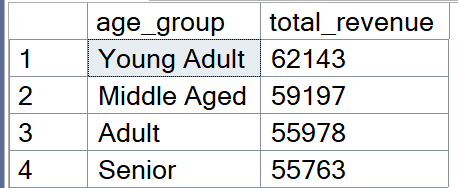 age_group total_revenue
1 Young Adult 62143
2 Middle Aged 59197
3 Adult 55978
4 Senior 55763